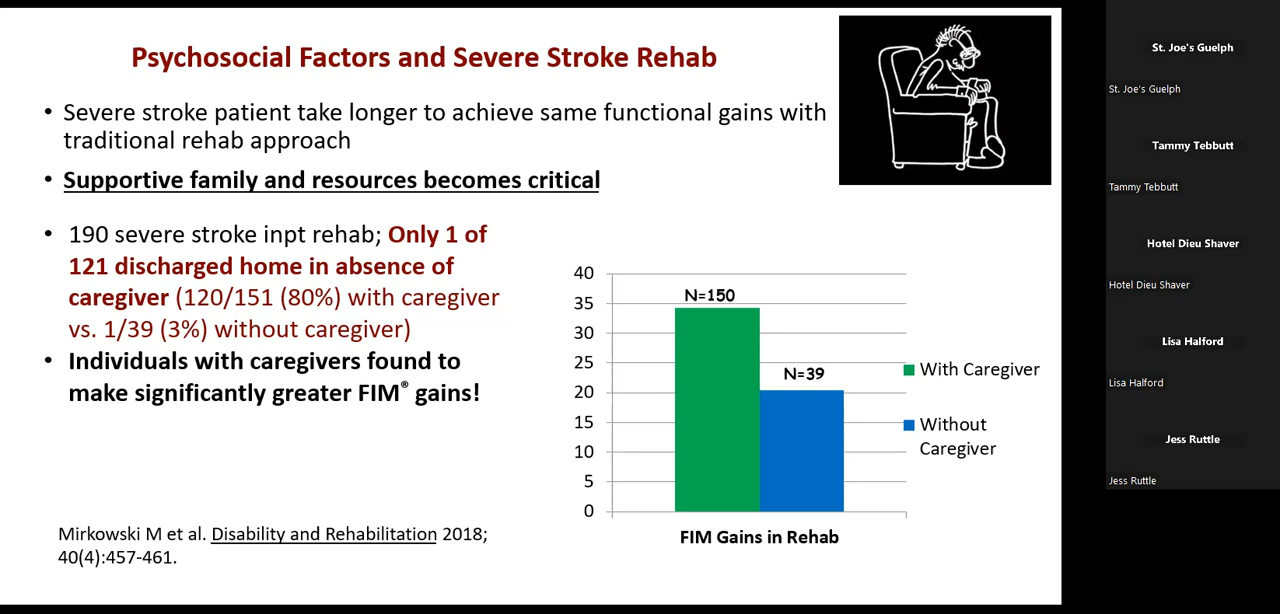 Psychosocial Factors and Severe Stroke Rehab
• Severe stroke patient take longer to achieve same functional gains with
traditional rehab approach
• Supportive family and resources becomes critical
• 190 severe stroke inpt rehab; Only 1 of
121 discharged home in absence of
caregiver (120/151 (80%) with caregiver
vs. 1/39 (3%) without caregiver)
• Individuals with caregivers found to
make significantly greater FIM® gains!
Mirkowski M et al. Disability and Rehabilitation 2018;
40(4):457-461.
40
35
30
25
20
15
10
5
0
N=150
N=39
FIM Gains in Rehab
With Caregiver
Without
Caregiver
St. Joe's Guelph
St. Joe's Guelph
Tammy Tebbutt
Tammy Tebbutt
Hotel Dieu Shaver
Hotel Dieu Shaver
Lisa Halford
Lisa Halford
Jess Ruttle
Jess Ruttle